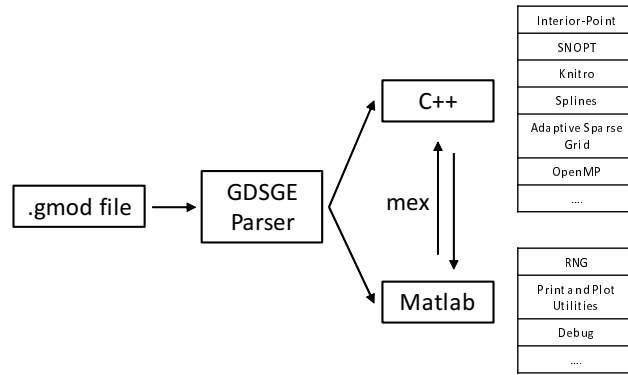 .gmod file
GDSGE
Parser
C++
mex
Matlab
Interior-Point
SNOPT
Knitro
Splines
Adaptive Sparse
Grid
OpenMP
....
RNG
Print and Plot
Utilities
Debug
....